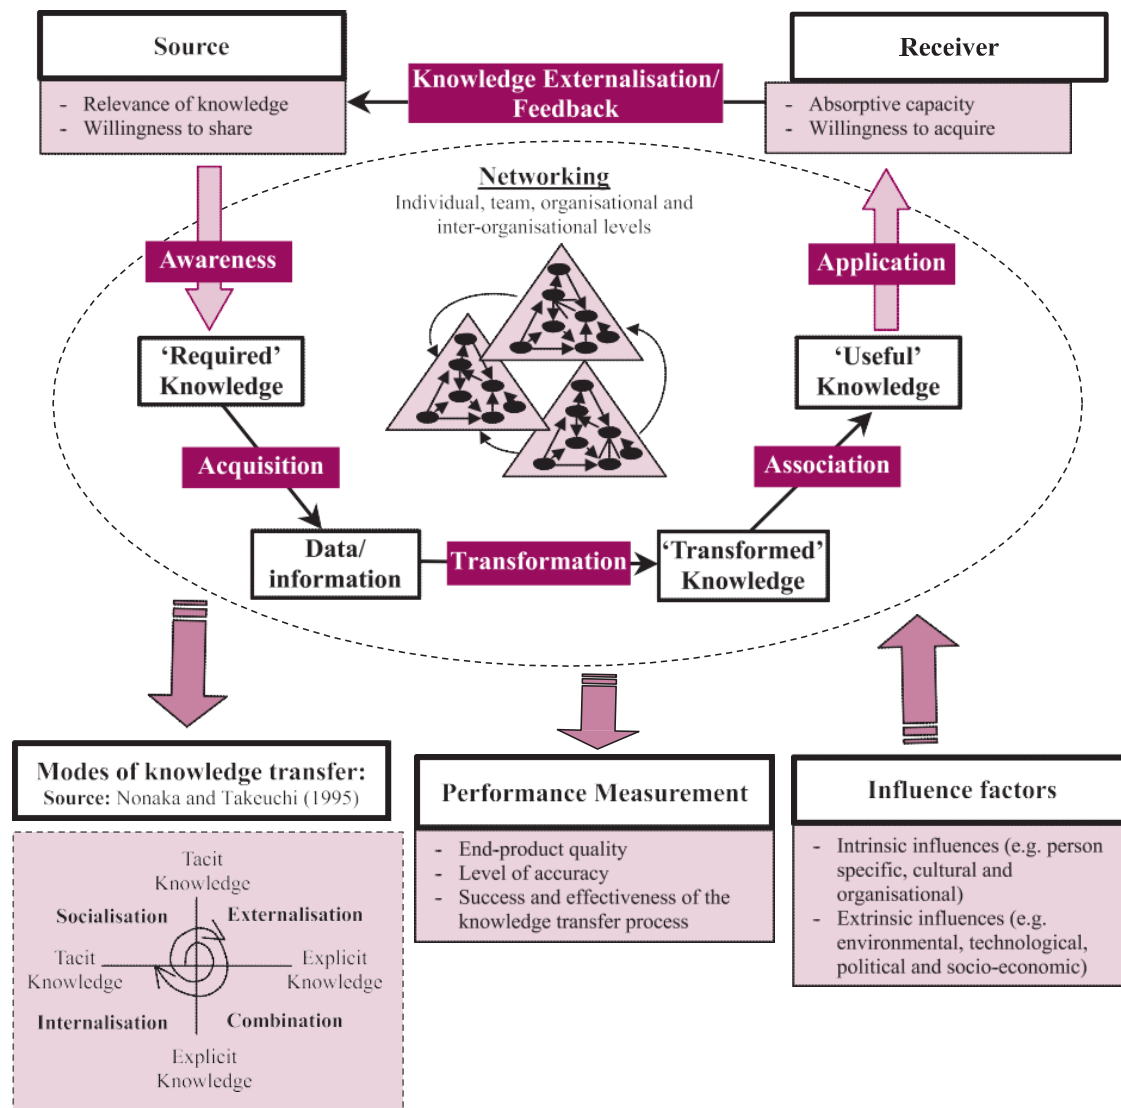 Source
- Relevance of knowledge
- Willingness to share
Knowledge Externalisation/
Feedback
Receiver
- Absorptive capacity
- Willingness to acquire
Networking
Individual, team, organisational and
inter-organisational levels
Awareness
Application
‘Required’
Knowledge
‘Useful’
Knowledge
Acquisition
Association
Data/
information
Transformation
‘Transformed’
Knowledge
Modes of knowledge transfer:
Source: Nonaka and Takeuchi (1995)
Tacit
Knowledge
Socialisation
Externalisation
Tacit
Knowledge
Explicit
Knowledge
Internalisation
Combination
Explicit
Knowledge
Performance Measurement
- End-product quality
- Level of accuracy
- Success and effectiveness of the
knowledge transfer process
Influence factors
- Intrinsic influences (e.g. person
specific, cultural and
organisational)
- Extrinsic influences (e.g.
environmental, technological,
political and socio-economic)